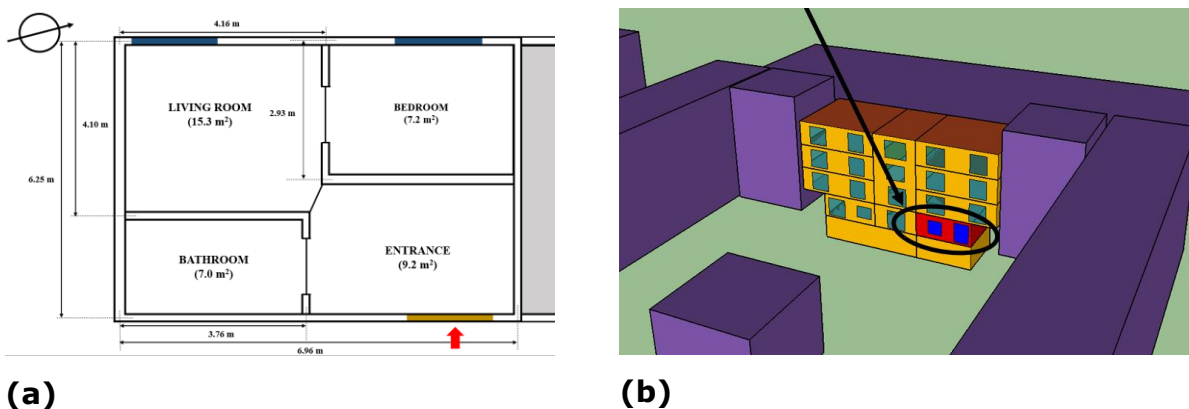 4.16 m
LIVING ROOM
(15.3 m²)
BEDROOM
(7.2 m²)
2.93 m
4.10 m
6.25 m
BATHROOM
(7.0 m²)
ENTRANCE
(9.2 m²)
3.76 m
6.96 m
(a)
(b)